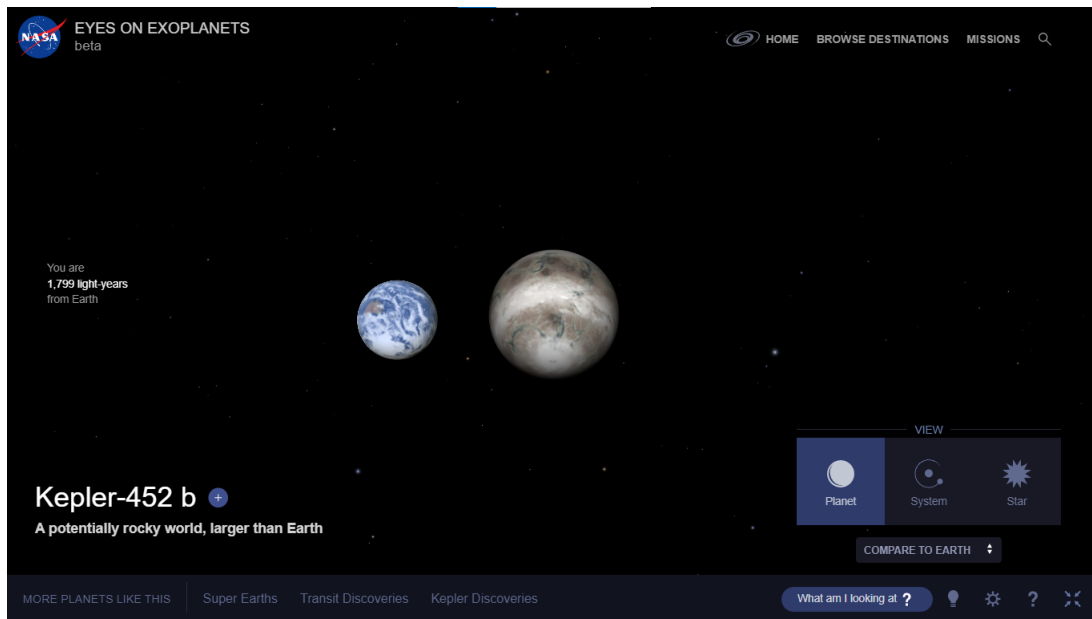 NASA
EYES ON EXOPLANETS
beta
HOME BROWSE DESTINATIONS MISSIONS
You are
1,799 light-years
from Earth
VIEW
Planet System Star
Kepler-452 b +
A potentially rocky world, larger than Earth
COMPARE TO EARTH
MORE PLANETS LIKE THIS Super Earths Transit Discoveries Kepler Discoveries What am I looking at ? ?